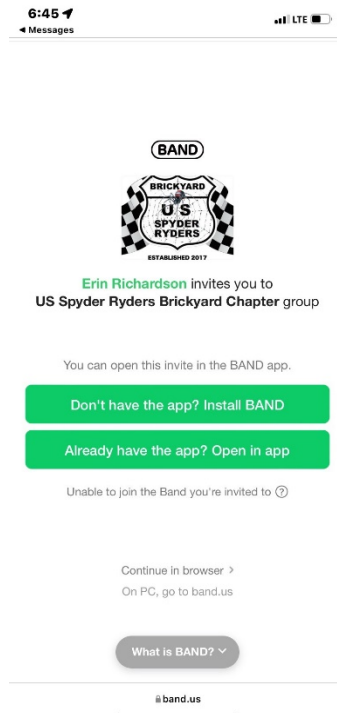 6:45
LTE
◄ Messages
BAND
BRICKYARD
US
SPYDER
RYDERS
ESTABLISHED 2017
Erin Richardson invites you to
US Spyder Ryders Brickyard Chapter group
You can open this invite in the BAND app.
Don't have the app? Install BAND
Already have the app? Open in app
Unable to join the Band you're invited to ?
Continue in browser >
On PC, go to band.us
What is BAND?
band.us